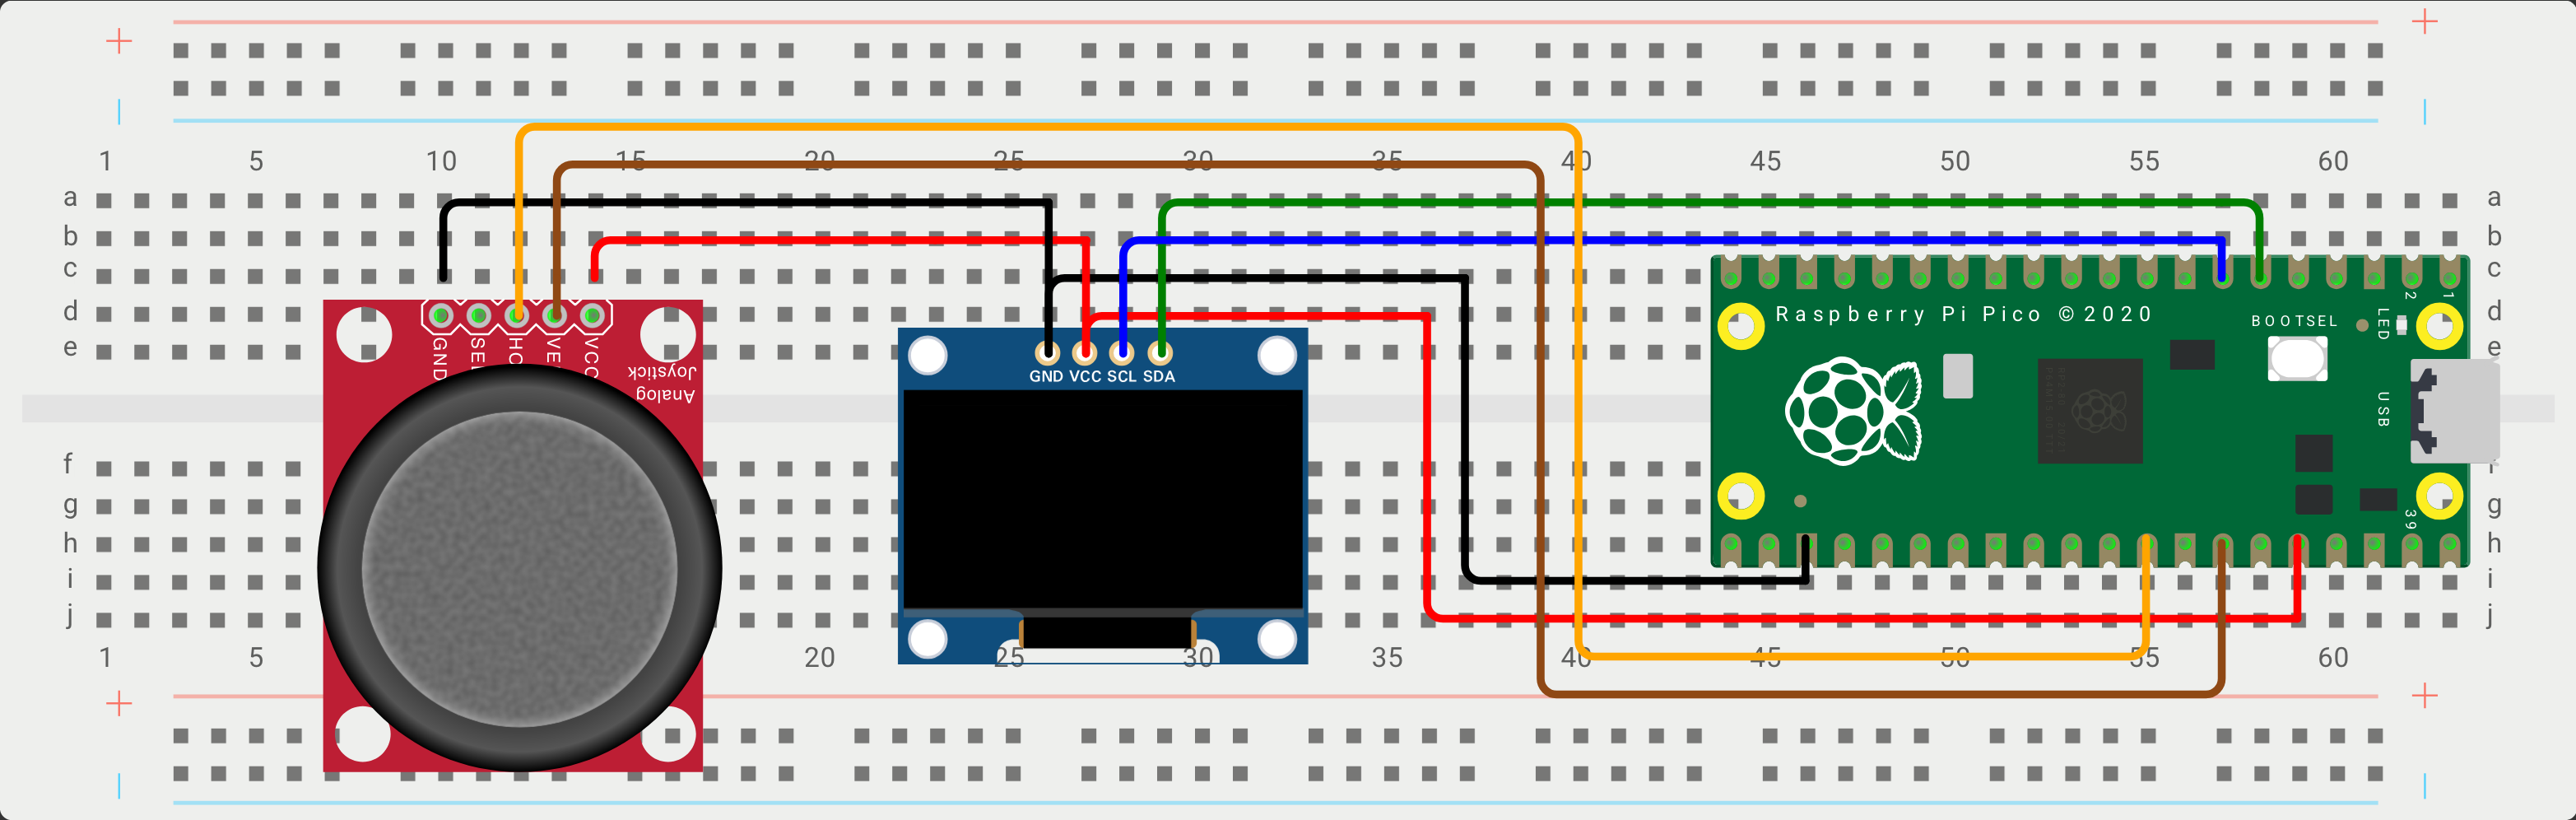 1 5 10 15 20 25 30 35 40 45 50 55 60
a a
b b
c c
d d
e e
GND
SEL
HO
VE
VCC
Analog
Joystick
GND VCC SCL SDA
Raspberry Pi Pico © 2020
BOOTSEL
LED
2
1
USB
39
f
g g
h h
i i
j j
1 5 20 25 30 35 40 45 50 55 60